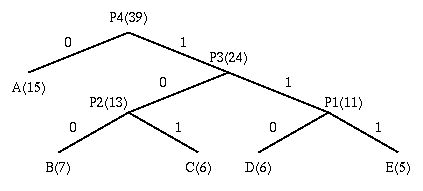 P4(39)
0 1
P3(24)
A(15) 0 1
P2(13) P1(11)
0 1 0 1
B(7) C(6) D(6) E(5)